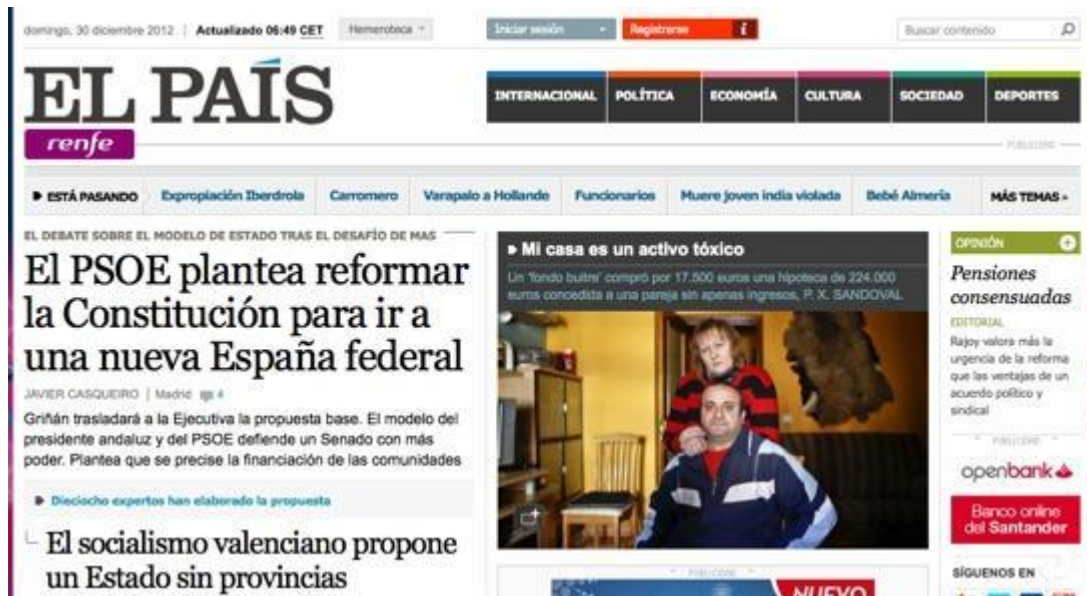 domingo, 30 diciembre 2012 | Actualizado 06:49 CET
Hemeroteca
Iniciar sesión
Registrarse
i
Buscar contenido
EL PAÍS
renfe
INTERNACIONAL
POLÍTICA
ECONOMÍA
CULTURA
SOCIEDAD
DEPORTES
PUBLICIDAD
ESTÁ PASANDO
Expropiación Iberdrola
Carromero
Varapalo a Hollande
Funcionarios
Muere joven india violada
Bebé Almería
MÁS TEMAS
EL DEBATE SOBRE EL MODELO DE ESTADO TRAS EL DESAFÍO DE MAS
El PSOE plantea reformar
la Constitución para ir a
una nueva España federal
JAVIER CASQUEIRO | Madrid 4
Griñán trasladará a la Ejecutiva la propuesta base. El modelo del
presidente andaluz y del PSOE defiende un Senado con más
poder. Plantea que se precise la financiación de las comunidades
Dieciocho expertos han elaborado la propuesta
El socialismo valenciano propone
un Estado sin provincias
Mi casa es un activo tóxico
Un 'fondo buitre' compró por 17.500 euros una hipoteca de 224.000
euros concedida a una pareja sin apenas ingresos, P. X. SANDOVAL
PUBLICIDAD
NUEVO
OPINIÓN
Pensiones
consensuadas
EDITORIAL
Rajoy valora más la
urgencia de la reforma
que las ventajas de un
acuerdo político y
sindical
PUBLICIDAD
openbank
Banco online
del Santander
SÍGUENOS EN